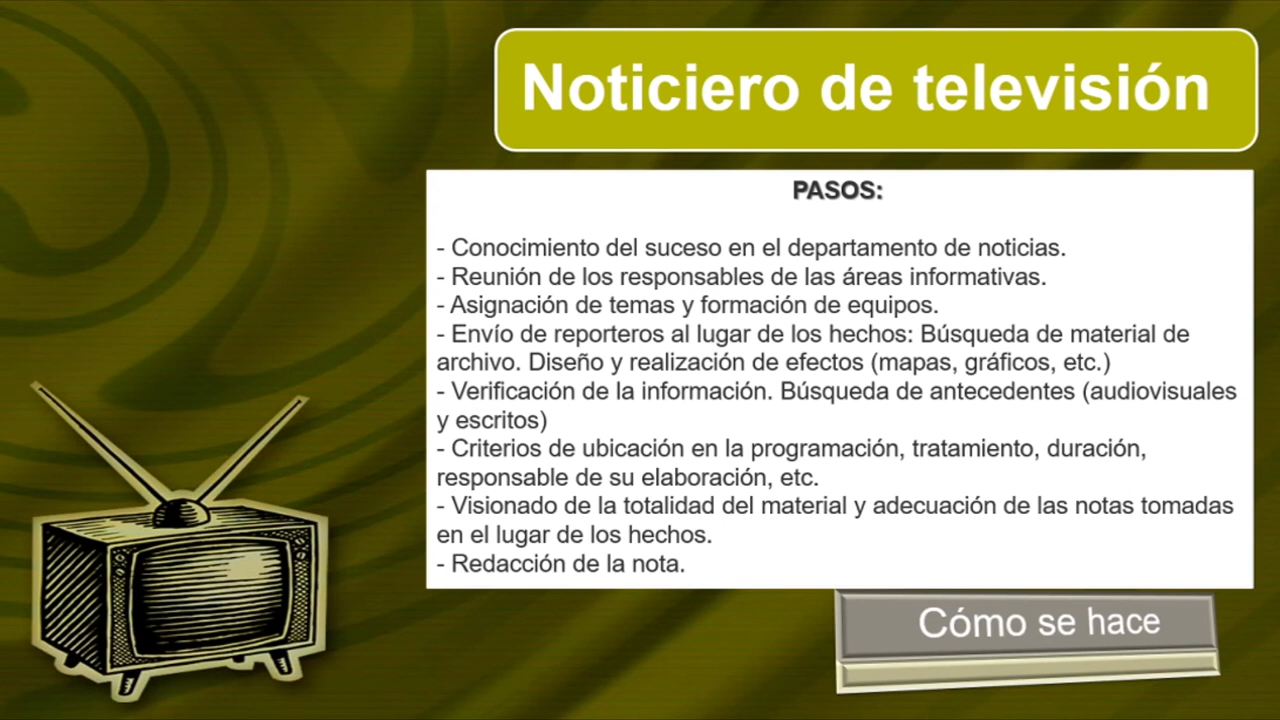 Noticiero de televisión
PASOS:
- Conocimiento del suceso en el departamento de noticias.
- Reunión de los responsables de las áreas informativas.
- Asignación de temas y formación de equipos.
- Envío de reporteros al lugar de los hechos: Búsqueda de material de
archivo. Diseño y realización de efectos (mapas, gráficos, etc.)
- Verificación de la información. Búsqueda de antecedentes (audiovisuales
y escritos)
- Criterios de ubicación en la programación, tratamiento, duración,
responsable de su elaboración, etc.
- Visionado de la totalidad del material y adecuación de las notas tomadas
en el lugar de los hechos.
- Redacción de la nota.
Cómo se hace